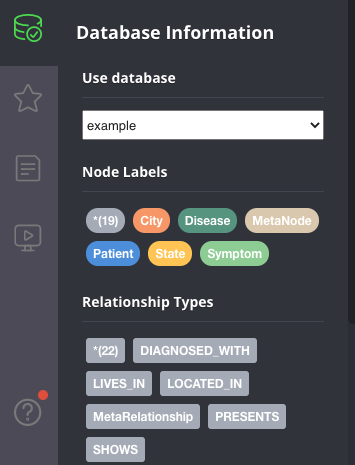 Database Information
Use database
example
Node Labels
*(19) City Disease MetaNode
Patient State Symptom
Relationship Types
*(22) DIAGNOSED_WITH
LIVES_IN LOCATED_IN
MetaRelationship PRESENTS
SHOWS
?